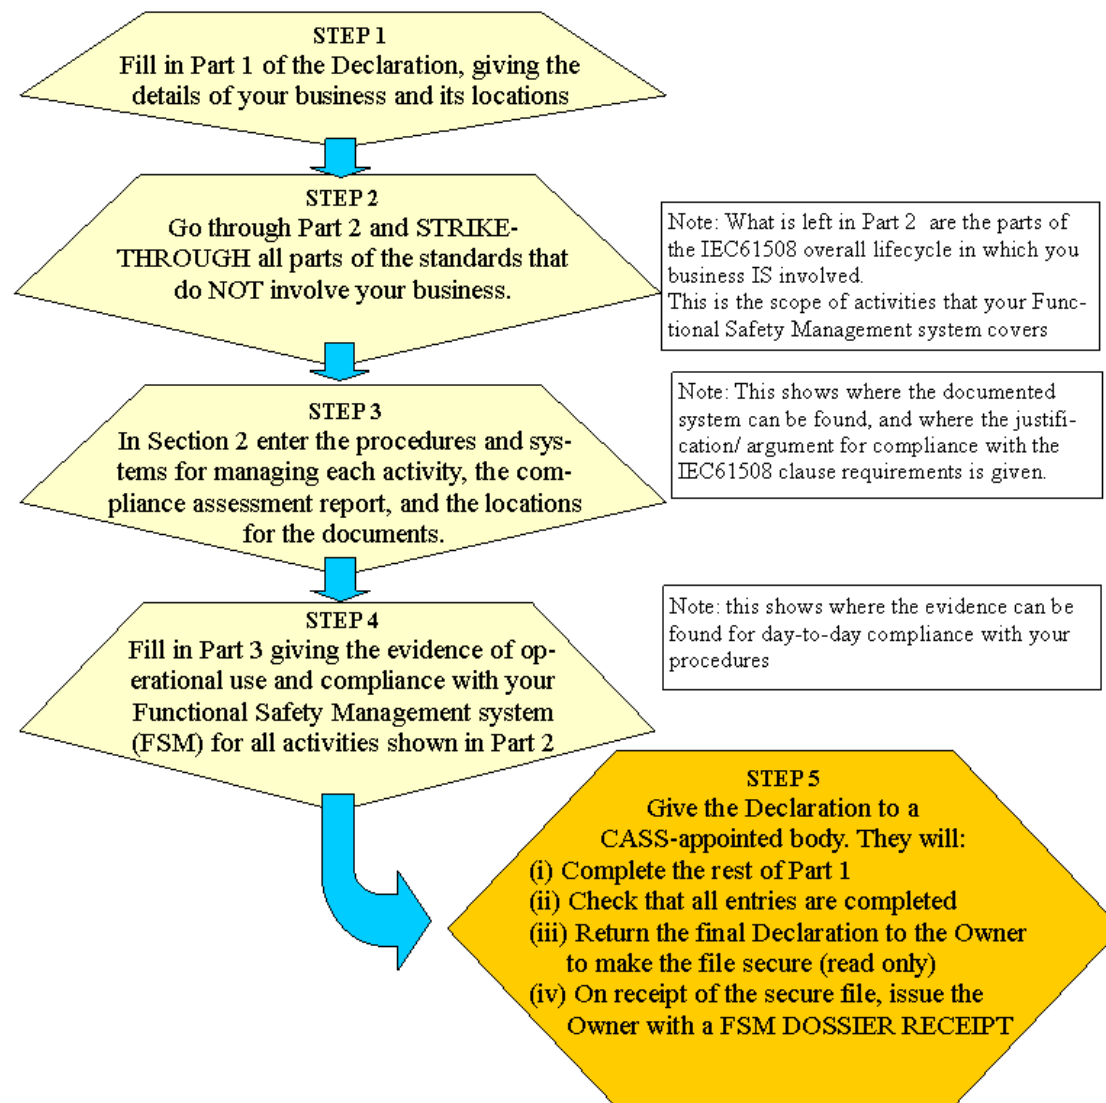 STEP 1
Fill in Part 1 of the Declaration, giving the
details of your business and its locations
STEP 2
Go through Part 2 and STRIKE-
THROUGH all parts of the standards that
do NOT involve your business.
Note: What is left in Part 2 are the parts of
the IEC61508 overall lifecycle in which you
business IS involved.
This is the scope of activities that your Func-
tional Safety Management system covers
STEP 3
In Section 2 enter the procedures and sys-
tems for managing each activity, the com-
pliance assessment report, and the locations
for the documents.
Note: This shows where the documented
system can be found, and where the justifi-
cation/ argument for compliance with the
IEC61508 clause requirements is given.
STEP 4
Fill in Part 3 giving the evidence of op-
erational use and compliance with your
Functional Safety Management system
(FSM) for all activities shown in Part 2
Note: this shows where the evidence can be
found for day-to-day compliance with your
procedures
STEP 5
Give the Declaration to a
CASS-appointed body. They will:
(i) Complete the rest of Part 1
(ii) Check that all entries are completed
(iii) Return the final Declaration to the Owner
to make the file secure (read only)
(iv) On receipt of the secure file, issue the
Owner with a FSM DOSSIER RECEIPT